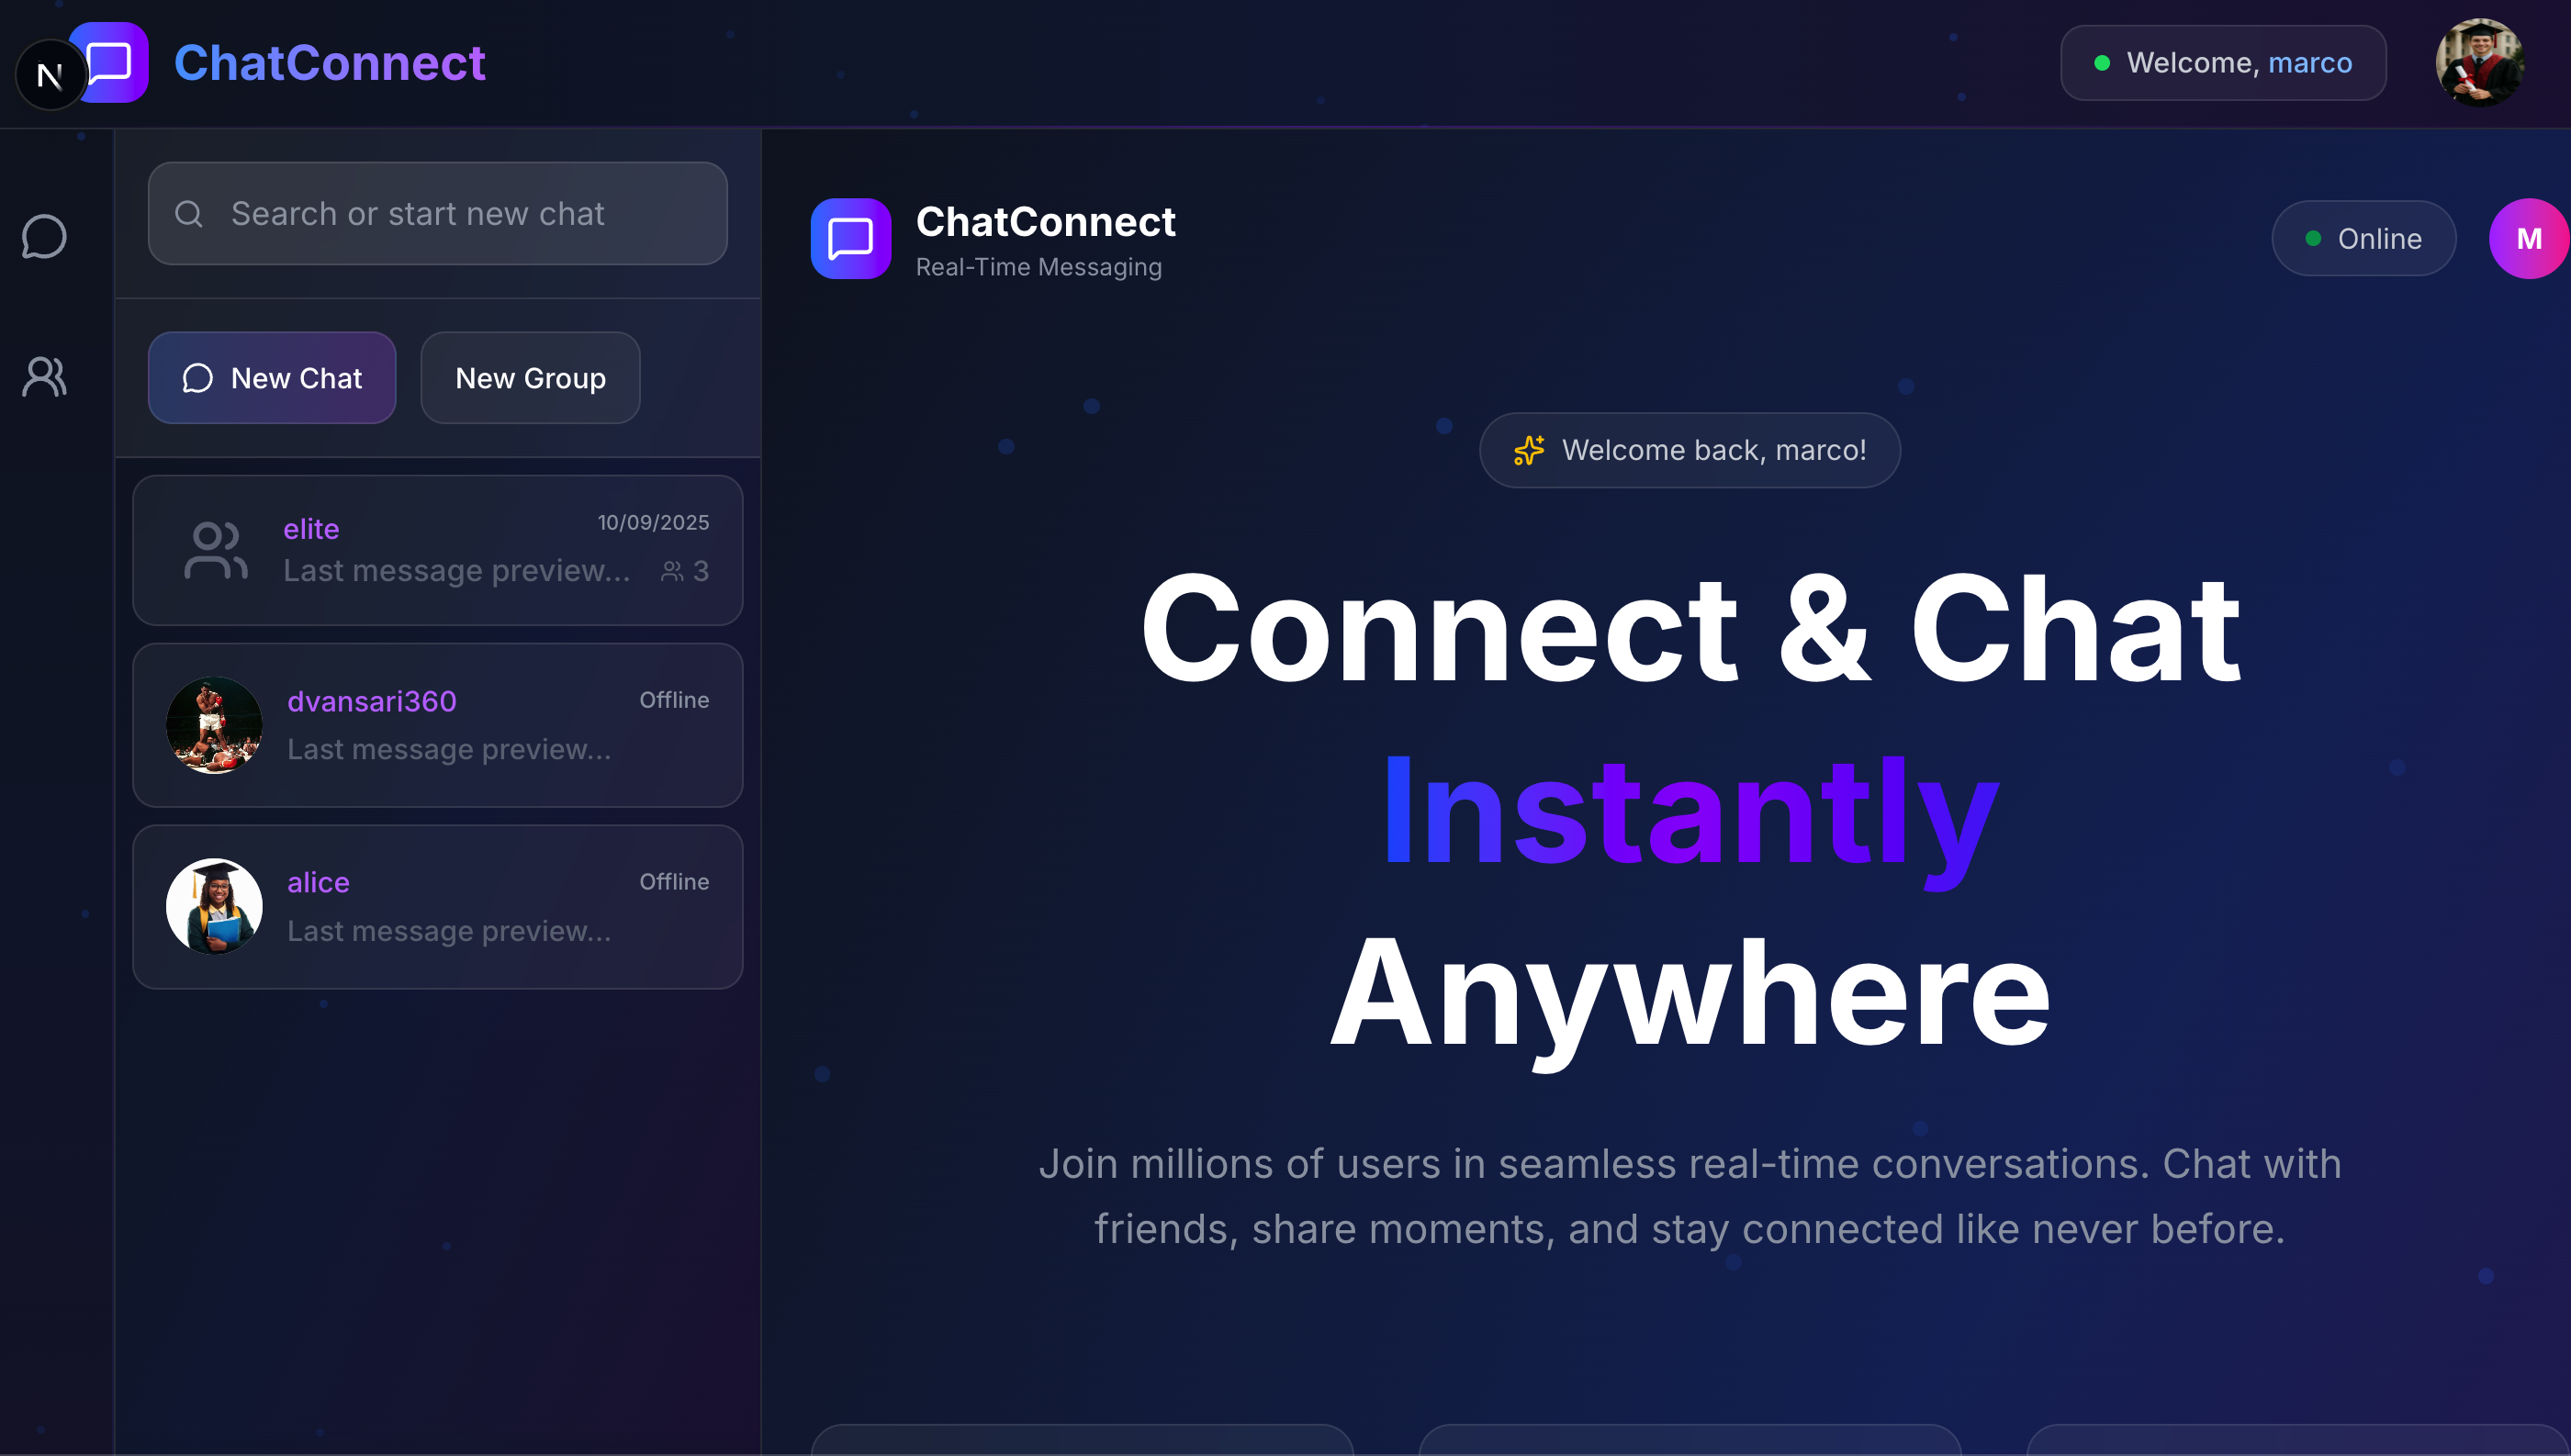 N
ChatConnect
Welcome, marco
Search or start new chat
New Chat
New Group
elite
10/09/2025
Last message preview...
3
dvansari360
Offline
Last message preview...
alice
Offline
Last message preview...
ChatConnect
Real-Time Messaging
Online
M
Welcome back, marco!
Connect & Chat
Instantly
Anywhere
Join millions of users in seamless real-time conversations. Chat with
friends, share moments, and stay connected like never before.